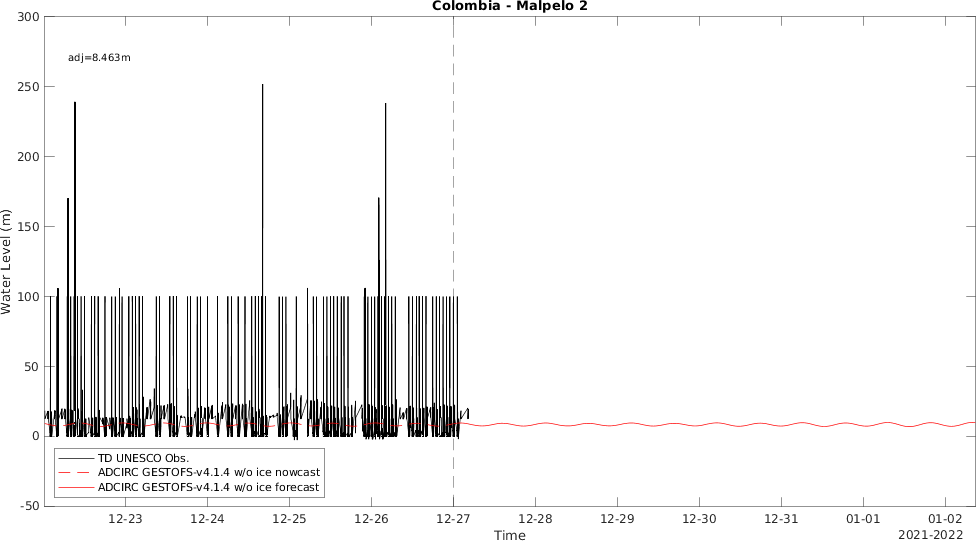 Colombia - Malpelo 2
adj=8.463m
Water Level (m)
300
250
200
150
100
50
0
-50
TD UNESCO Obs.
ADCIRC GESTOFS-v4.1.4 w/o ice nowcast
ADCIRC GESTOFS-v4.1.4 w/o ice forecast
12-23 12-24 12-25 12-26 12-27 12-28 12-29 12-30 12-31 01-01 01-02
Time
2021-2022